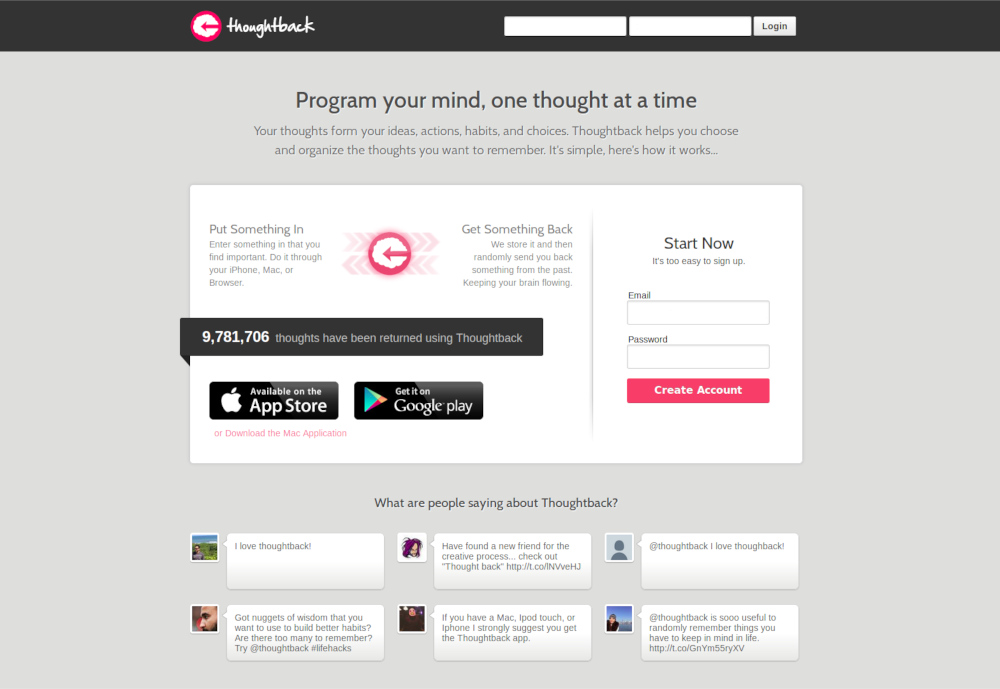 thoughtback
Login
Program your mind, one thought at a time
Your thoughts form your ideas, actions, habits, and choices. Thoughtback helps you choose
and organize the thoughts you want to remember. It's simple, here's how it works...
Put Something In
Enter something in that you
find important. Do it through
your iPhone, Mac, or
Browser.
Get Something Back
We store it and then
randomly send you back
something from the past.
Keeping your brain flowing.
9,781,706 thoughts have been returned using Thoughtback
Available on the
App Store
Get it on
Google play
or Download the Mac Application
Start Now
It's too easy to sign up.
Email
Password
Create Account
What are people saying about Thoughtback?
I love thoughtback!
Have found a new friend for the
creative process... check out
"Thought back" http://t.co/lNVveHJ
@thoughtback I love thoughback!
Got nuggets of wisdom that you
want to use to build better habits?
Are there too many to remember?
Try @thoughtback #lifehacks
If you have a Mac, Ipod touch, or
Iphone I strongly suggest you get
the Thoughtback app.
@thoughtback is sooo useful to
randomly remember things you
have to keep in mind in life.
http://t.co/GnYm55ryXV